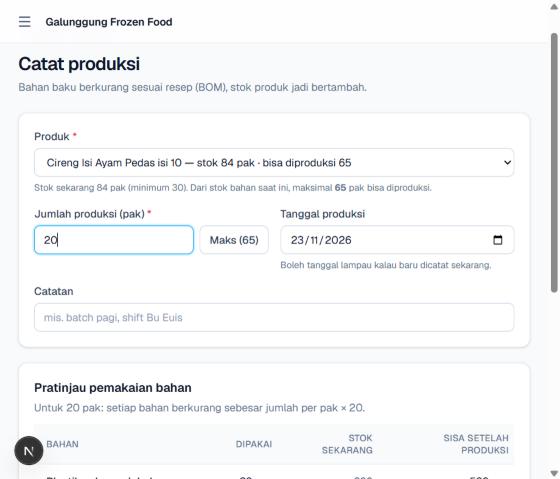 Galunggung Frozen Food
Catat produksi
Bahan baku berkurang sesuai resep (BOM), stok produk jadi bertambah.
Produk *
Cireng Isi Ayam Pedas isi 10 — stok 84 pak · bisa diproduksi 65
Stok sekarang 84 pak (minimum 30). Dari stok bahan saat ini, maksimal 65 pak bisa diproduksi.
Jumlah produksi (pak) *
20
Maks (65)
Tanggal produksi
23/11/2026
Boleh tanggal lampau kalau baru dicatat sekarang.
Catatan
mis. batch pagi, shift Bu Euis
Pratinjau pemakaian bahan
Untuk 20 pak: setiap bahan berkurang sebesar jumlah per pak × 20.
BAHAN
DIPAKAI
STOK
SEKARANG
SISA SETELAH
PRODUKSI
N